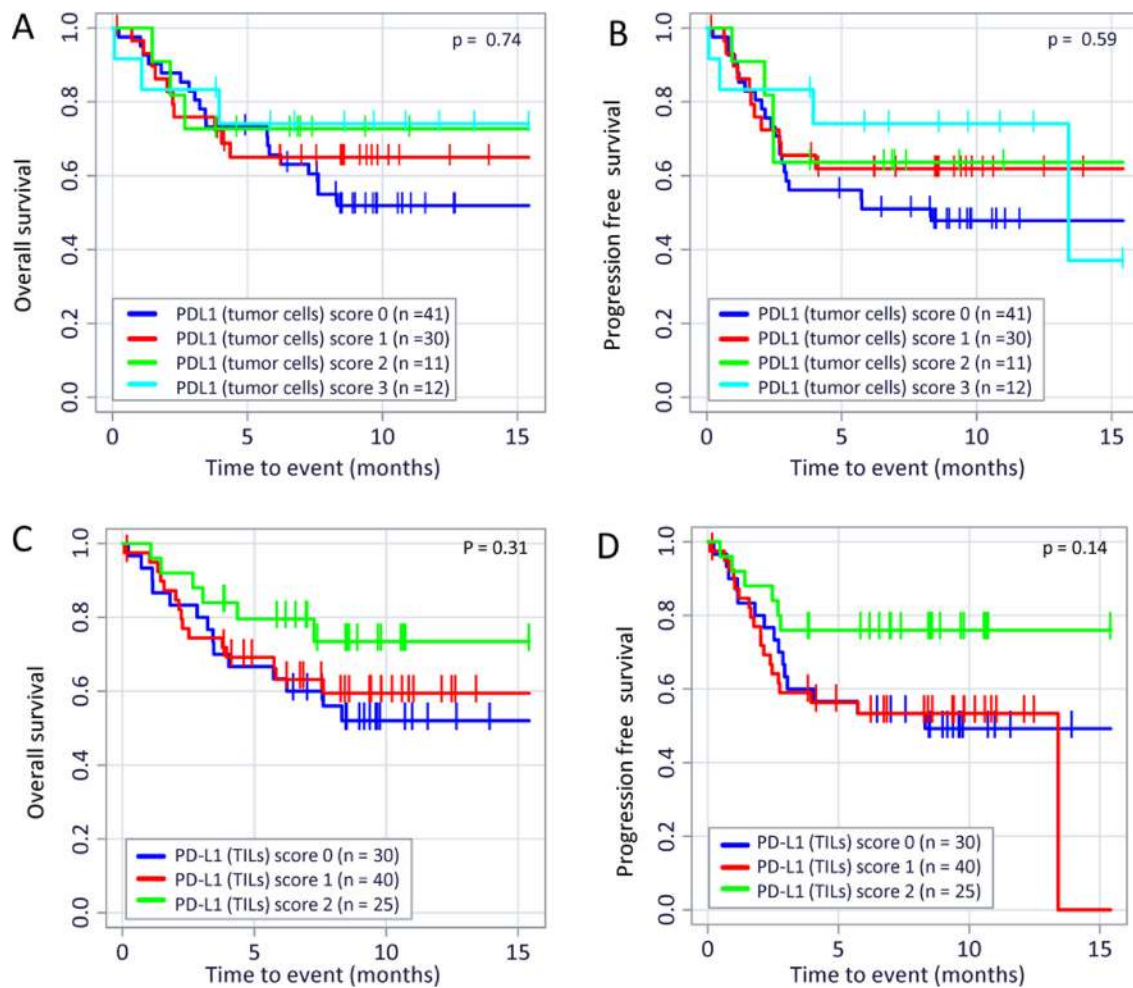 A
p = 0.74
Overall survival
1.0
0.8
0.6
0.4
0.2
0.0
PDL1 (tumor cells) score 0 (n =41)
PDL1 (tumor cells) score 1 (n =30)
PDL1 (tumor cells) score 2 (n =11)
PDL1 (tumor cells) score 3 (n =12)
0 5 10 15
Time to event (months)
B
p = 0.59
Progression free survival
1.0
0.8
0.6
0.4
0.2
0.0
PDL1 (tumor cells) score 0 (n =41)
PDL1 (tumor cells) score 1 (n =30)
PDL1 (tumor cells) score 2 (n =11)
PDL1 (tumor cells) score 3 (n =12)
0 5 10 15
Time to event (months)
C
P = 0.31
Overall survival
1.0
0.8
0.6
0.4
0.2
0.0
PD-L1 (TILs) score 0 (n = 30)
PD-L1 (TILs) score 1 (n = 40)
PD-L1 (TILs) score 2 (n = 25)
0 5 10 15
Time to event (months)
D
p = 0.14
Progression free survival
1.0
0.8
0.6
0.4
0.2
0.0
PD-L1 (TILs) score 0 (n = 30)
PD-L1 (TILs) score 1 (n = 40)
PD-L1 (TILs) score 2 (n = 25)
0 5 10 15
Time to event (months)